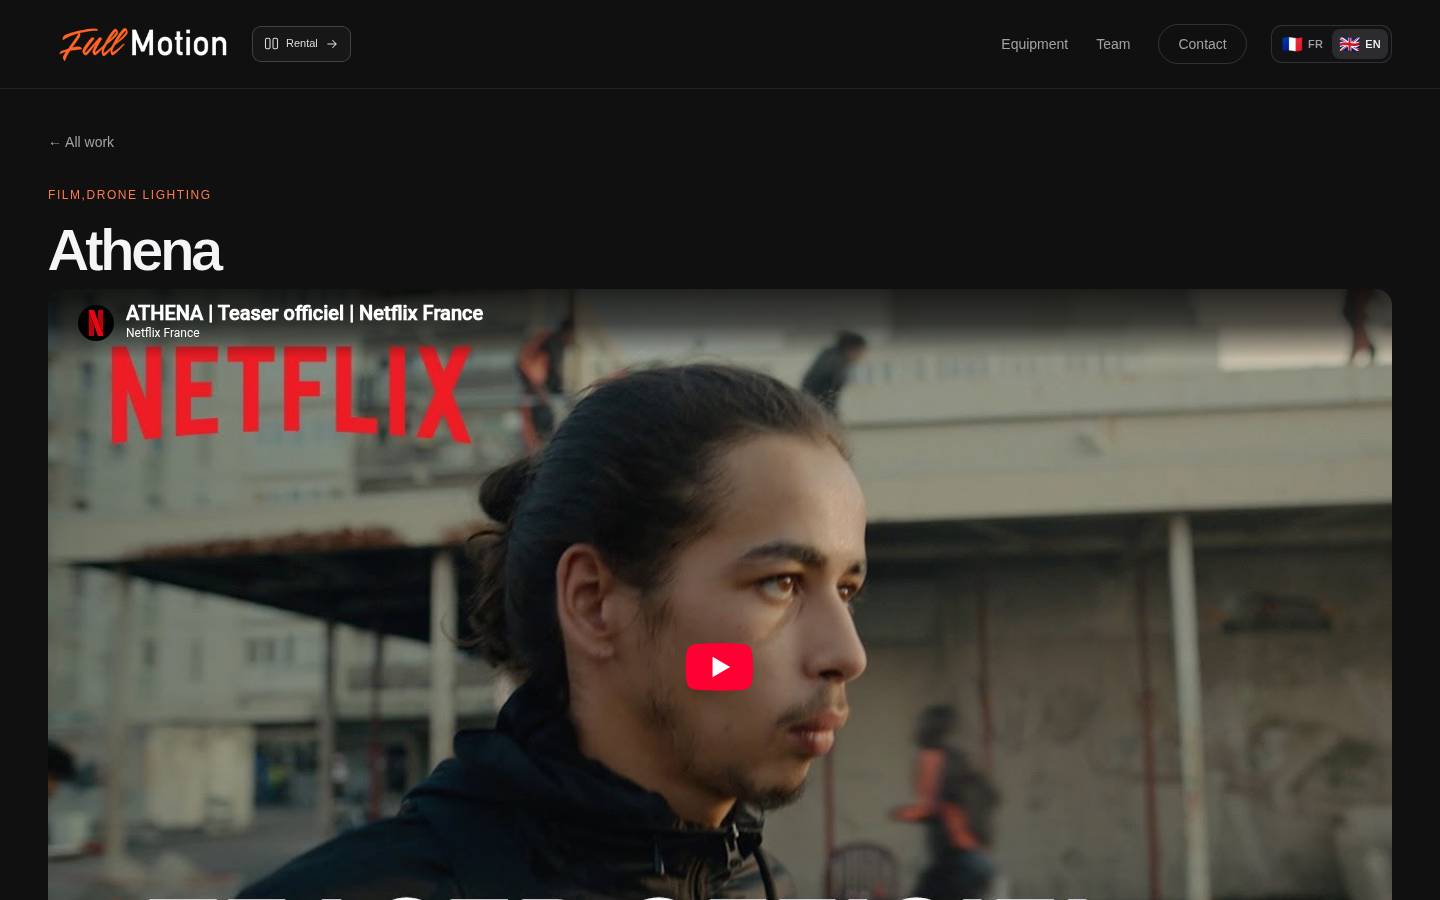 Full Motion
Rental →
Equipment
Team
Contact
FR
EN
← All work
FILM,DRONE LIGHTING
Athena
ATHENA | Teaser officiel | Netflix France
Netflix France
N
NETFLIX